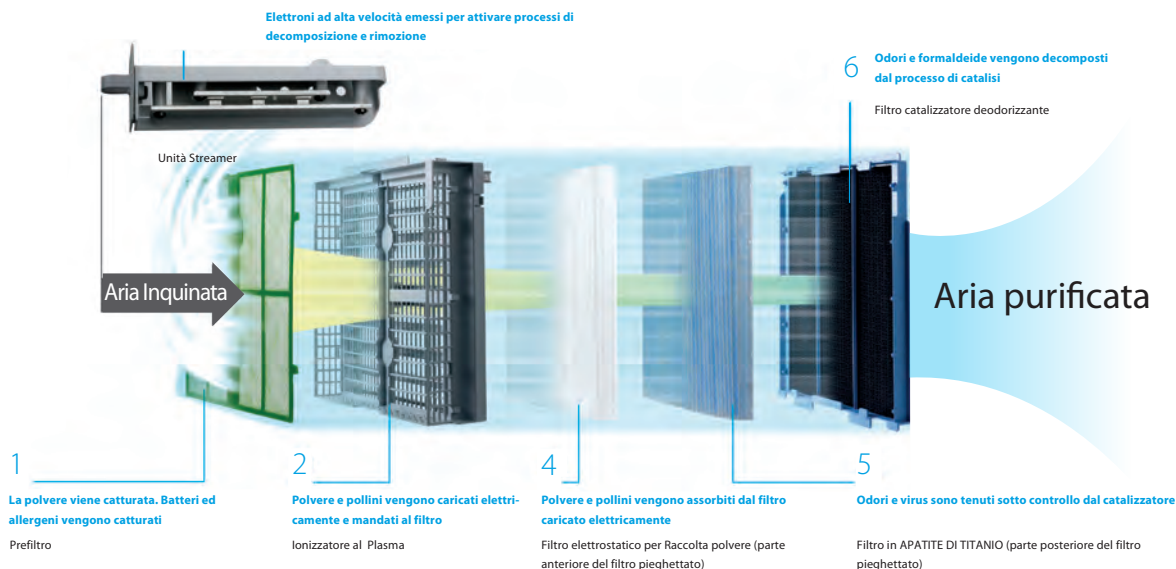 Elettroni ad alta velocità emessi per attivare processi di
decomposizione e rimozione
6
Odori e formaldeide vengono decomposti
dal processo di catalisi
Filtro catalizzatore deodorizzante
Unità Streamer
Aria Inquinata
Aria purificata
1
La polvere viene catturata. Batteri ed
allergeni vengono catturati
Prefiltro
2
Polvere e pollini vengono caricati elettri-
camente e mandati al filtro
Ionizzatore al Plasma
4
Polvere e pollini vengono assorbiti dal filtro
caricato elettricamente
Filtro elettrostatico per Raccolta polvere (parte
anteriore del filtro pieghettato)
5
Odori e virus sono tenuti sotto controllo dal catalizzatore
Filtro in APATITE DI TITANIO (parte posteriore del filtro
pieghettato)